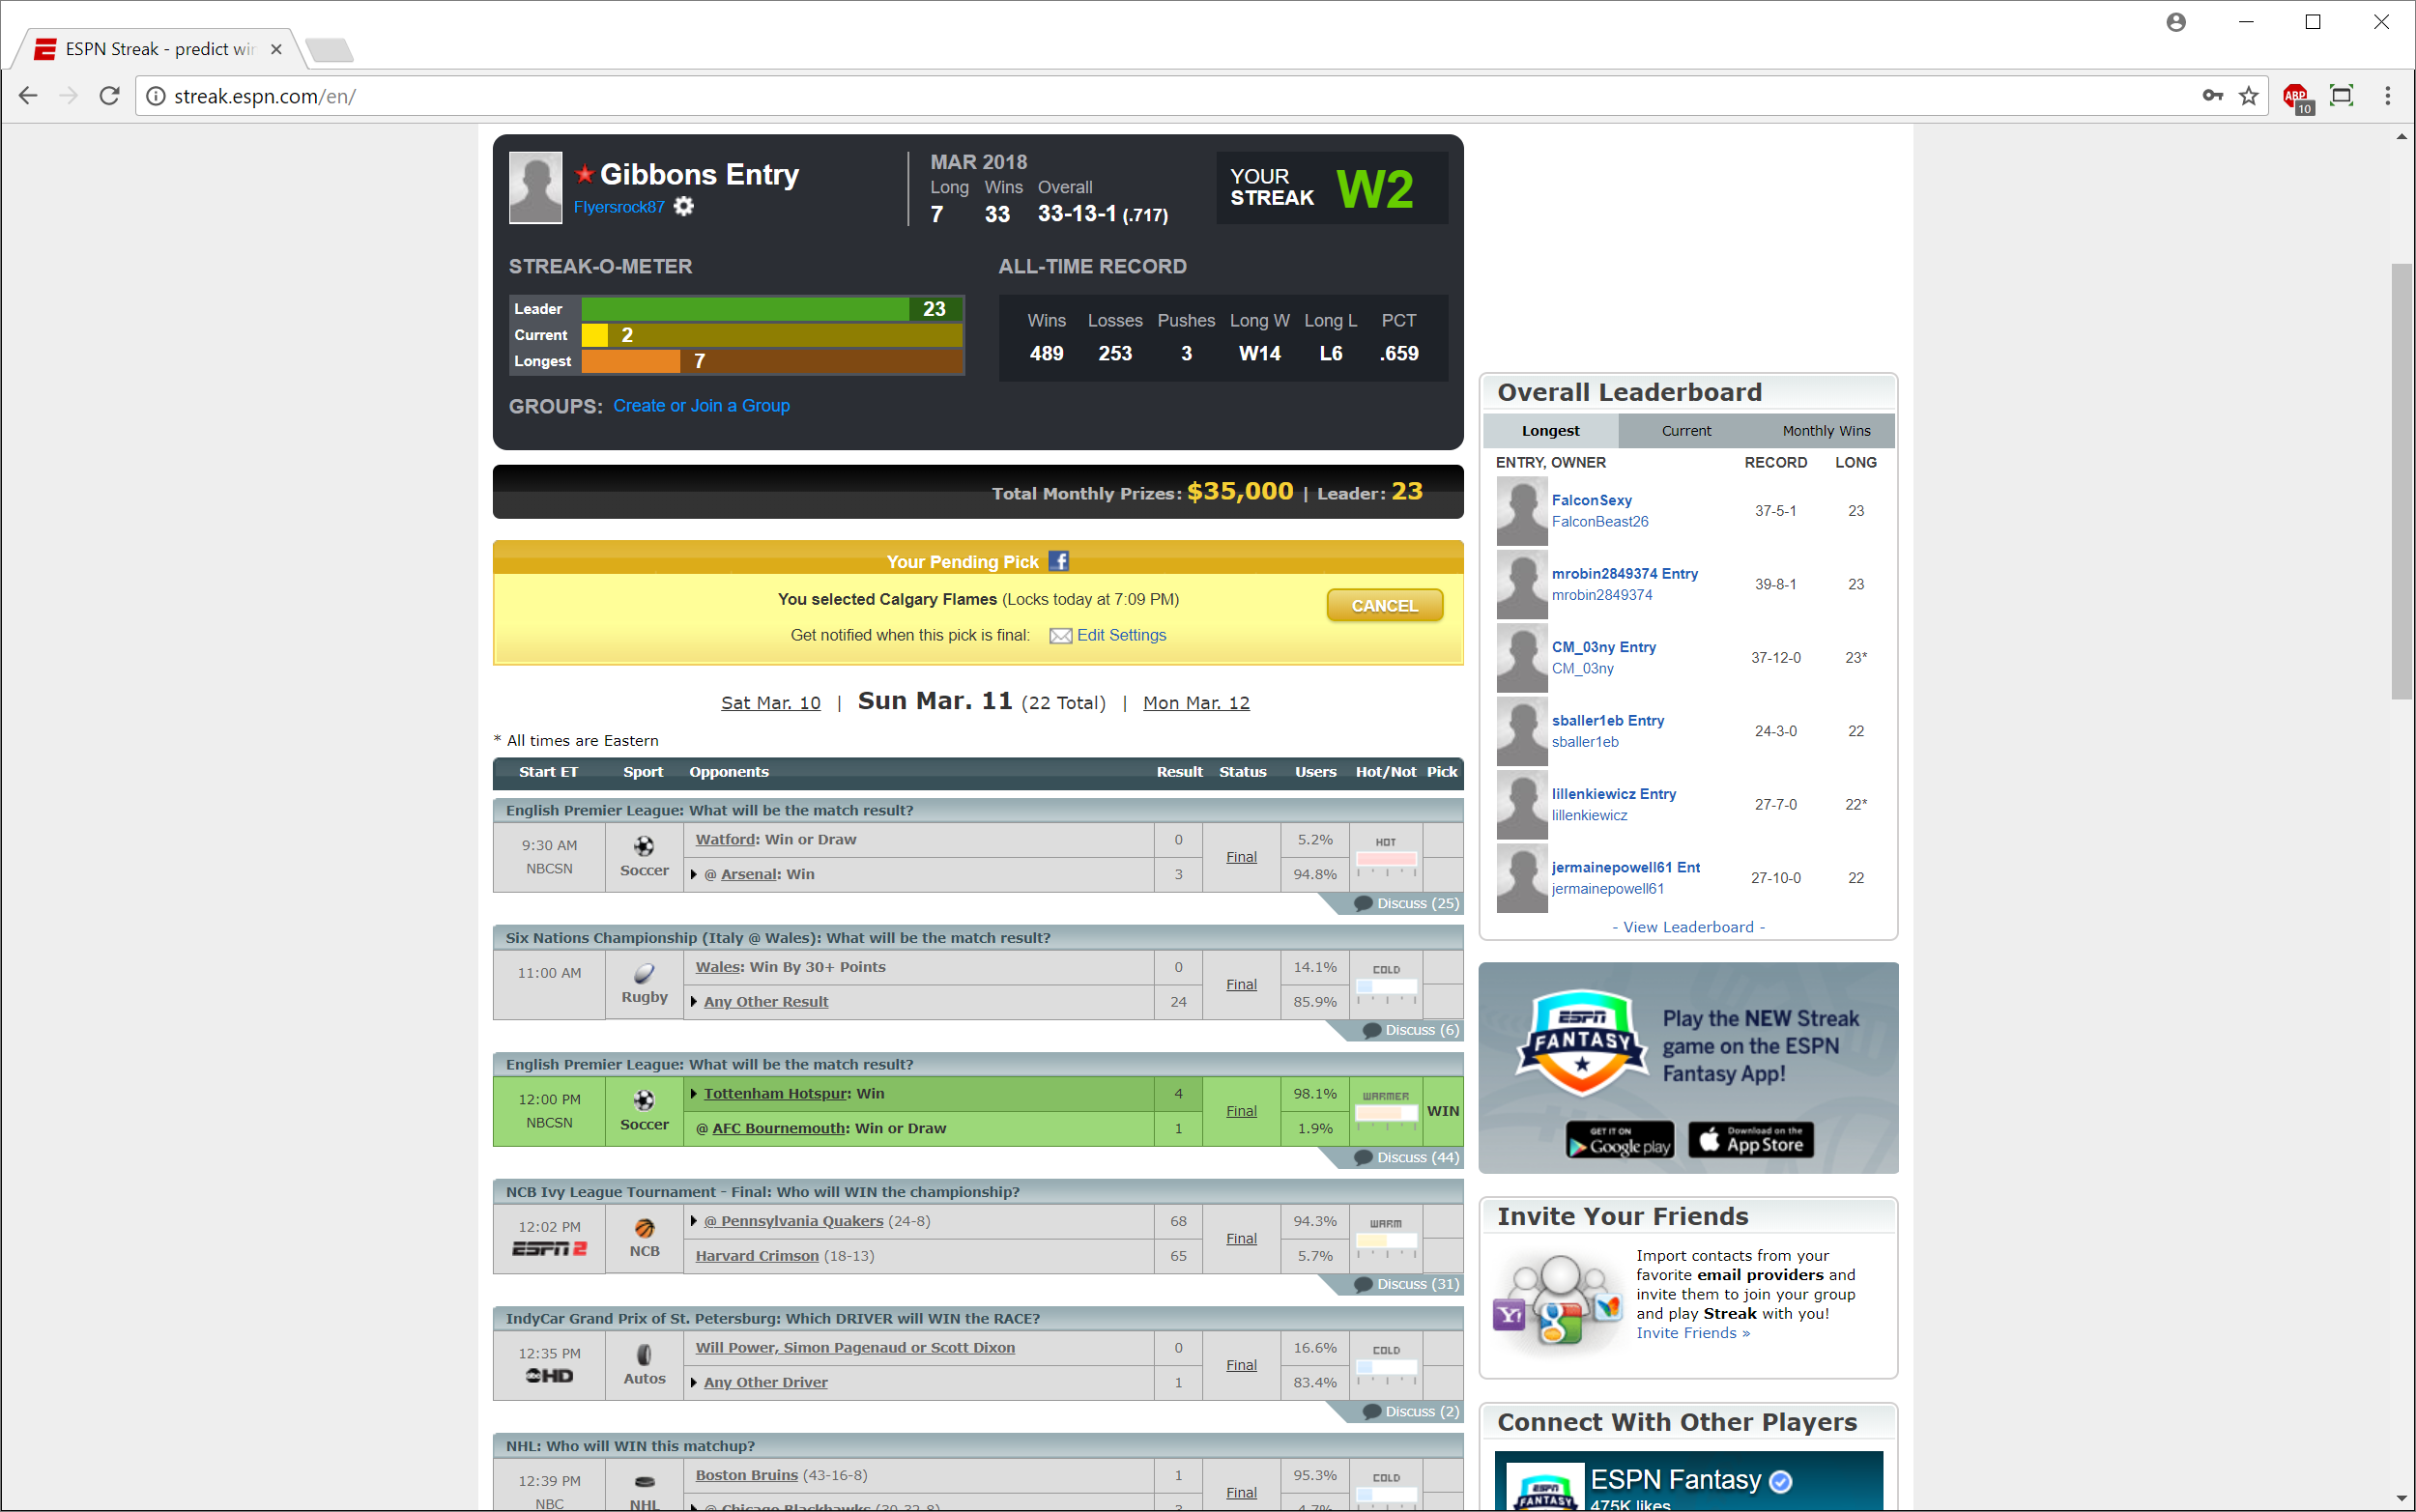 ESPN Streak - predict win
streak.espn.com/en/
ABP
10
Gibbons Entry
Flyersrock87
MAR 2018
Long Wins Overall
7 33 33-13-1 (.717)
YOUR
STREAK
W2
STREAK-O-METER
Leader 23
Current 2
Longest 7
ALL-TIME RECORD
Wins Losses Pushes Long W Long L PCT
489 253 3 W14 L6 .659
GROUPS: Create or Join a Group
Total Monthly Prizes: $35,000 | Leader: 23
Your Pending Pick
You selected Calgary Flames (Locks today at 7:09 PM)
CANCEL
Get notified when this pick is final: Edit Settings
Sat Mar. 10 | Sun Mar. 11 (22 Total) | Mon Mar. 12
* All times are Eastern
Start ET Sport Opponents Result Status Users Hot/Not Pick
English Premier League: What will be the match result?
9:30 AM
NBCSN
Soccer
Watford: Win or Draw 0 5.2%
@ Arsenal: Win 3 94.8%
Final
HOT
Discuss (25)
Six Nations Championship (Italy @ Wales): What will be the match result?
11:00 AM
Rugby
Wales: Win By 30+ Points 0 14.1%
Any Other Result 24 85.9%
Final
COLD
Discuss (6)
English Premier League: What will be the match result?
12:00 PM
NBCSN
Soccer
Tottenham Hotspur: Win 4 98.1%
@ AFC Bournemouth: Win or Draw 1 1.9%
Final
WARMER
WIN
Discuss (44)
NCB Ivy League Tournament - Final: Who will WIN the championship?
12:02 PM
ESPN 2
NCB
@ Pennsylvania Quakers (24-8) 68 94.3%
Harvard Crimson (18-13) 65 5.7%
Final
WARM
Discuss (31)
IndyCar Grand Prix of St. Petersburg: Which DRIVER will WIN the RACE?
12:35 PM
abc HD
Autos
Will Power, Simon Pagenaud or Scott Dixon 0 16.6%
Any Other Driver 1 83.4%
Final
COLD
Discuss (2)
NHL: Who will WIN this matchup?
12:39 PM
NBC
NHL
Boston Bruins (43-16-8) 1 95.3%
@ Chicago Blackhawks (30-32-8) 3 4.7%
Final
COLD
Overall Leaderboard
Longest Current Monthly Wins
ENTRY, OWNER RECORD LONG
FalconSexy
FalconBeast26
37-5-1 23
mrobin2849374 Entry
mrobin2849374
39-8-1 23
CM_03ny Entry
CM_03ny
37-12-0 23*
sballer1eb Entry
sballer1eb
24-3-0 22
lillenkiewicz Entry
lillenkiewicz
27-7-0 22*
jermainepowell61 Ent
jermainepowell61
27-10-0 22
- View Leaderboard -
ESPN
FANTASY
Play the NEW Streak
game on the ESPN
Fantasy App!
GET IT ON
Google play
Download on the
App Store
Invite Your Friends
Import contacts from your
favorite email providers and
invite them to join your group
and play Streak with you!
Invite Friends »
Connect With Other Players
ESPN
FANTASY
ESPN Fantasy
475K likes